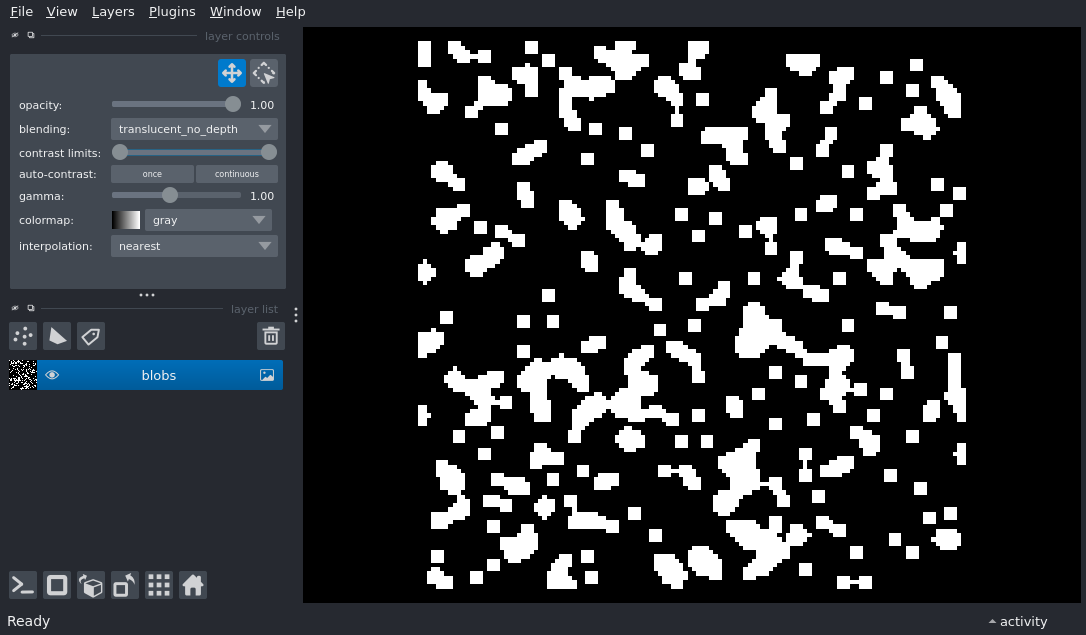 File View Layers Plugins Window Help
layer controls
opacity: 1.00
blending: translucent_no_depth
contrast limits:
auto-contrast: once continuous
gamma: 1.00
colormap: gray
interpolation: nearest
layer list
blobs
Ready
activity